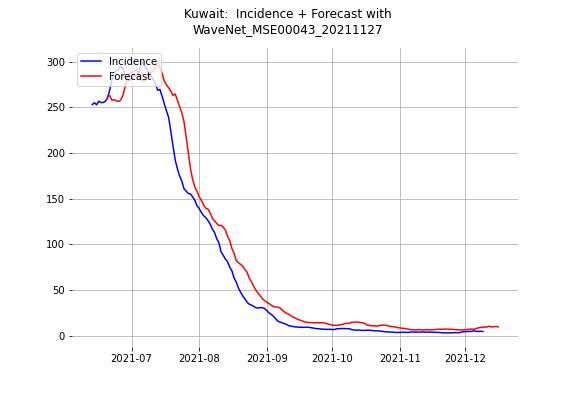 Kuwait:  Incidence + Forecast with
WaveNet_MSE00043_20211127
Incidence
Forecast
300
250
200
150
100
50
0
2021-07 2021-08 2021-09 2021-10 2021-11 2021-12